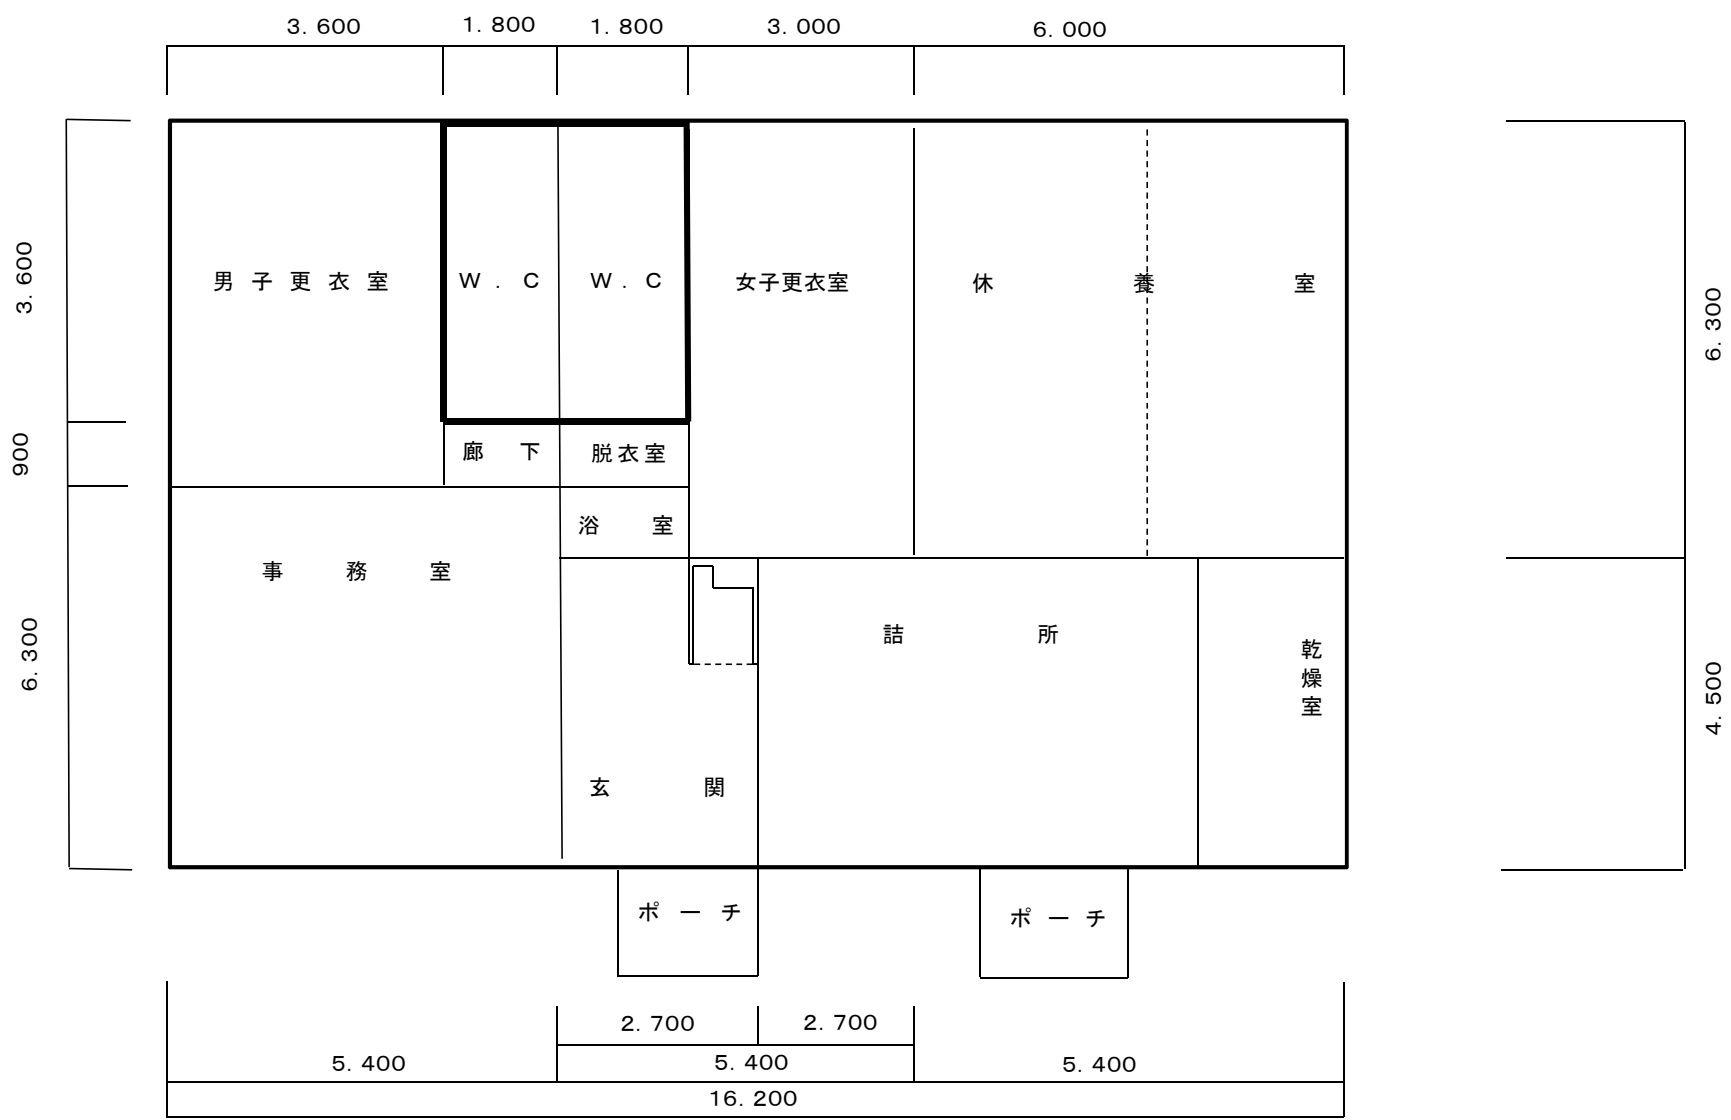 3. 600 1. 800 1. 800 3. 000 6. 000
3. 600
900
6. 300
男子更衣室 W.C W.C 女子更衣室 休養室
廊下 脱衣室
浴室
事務室
詰所
乾燥室
玄関
ポーチ ポーチ
6. 300
4. 500
2. 700 2. 700
5. 400 5. 400 5. 400
16. 200